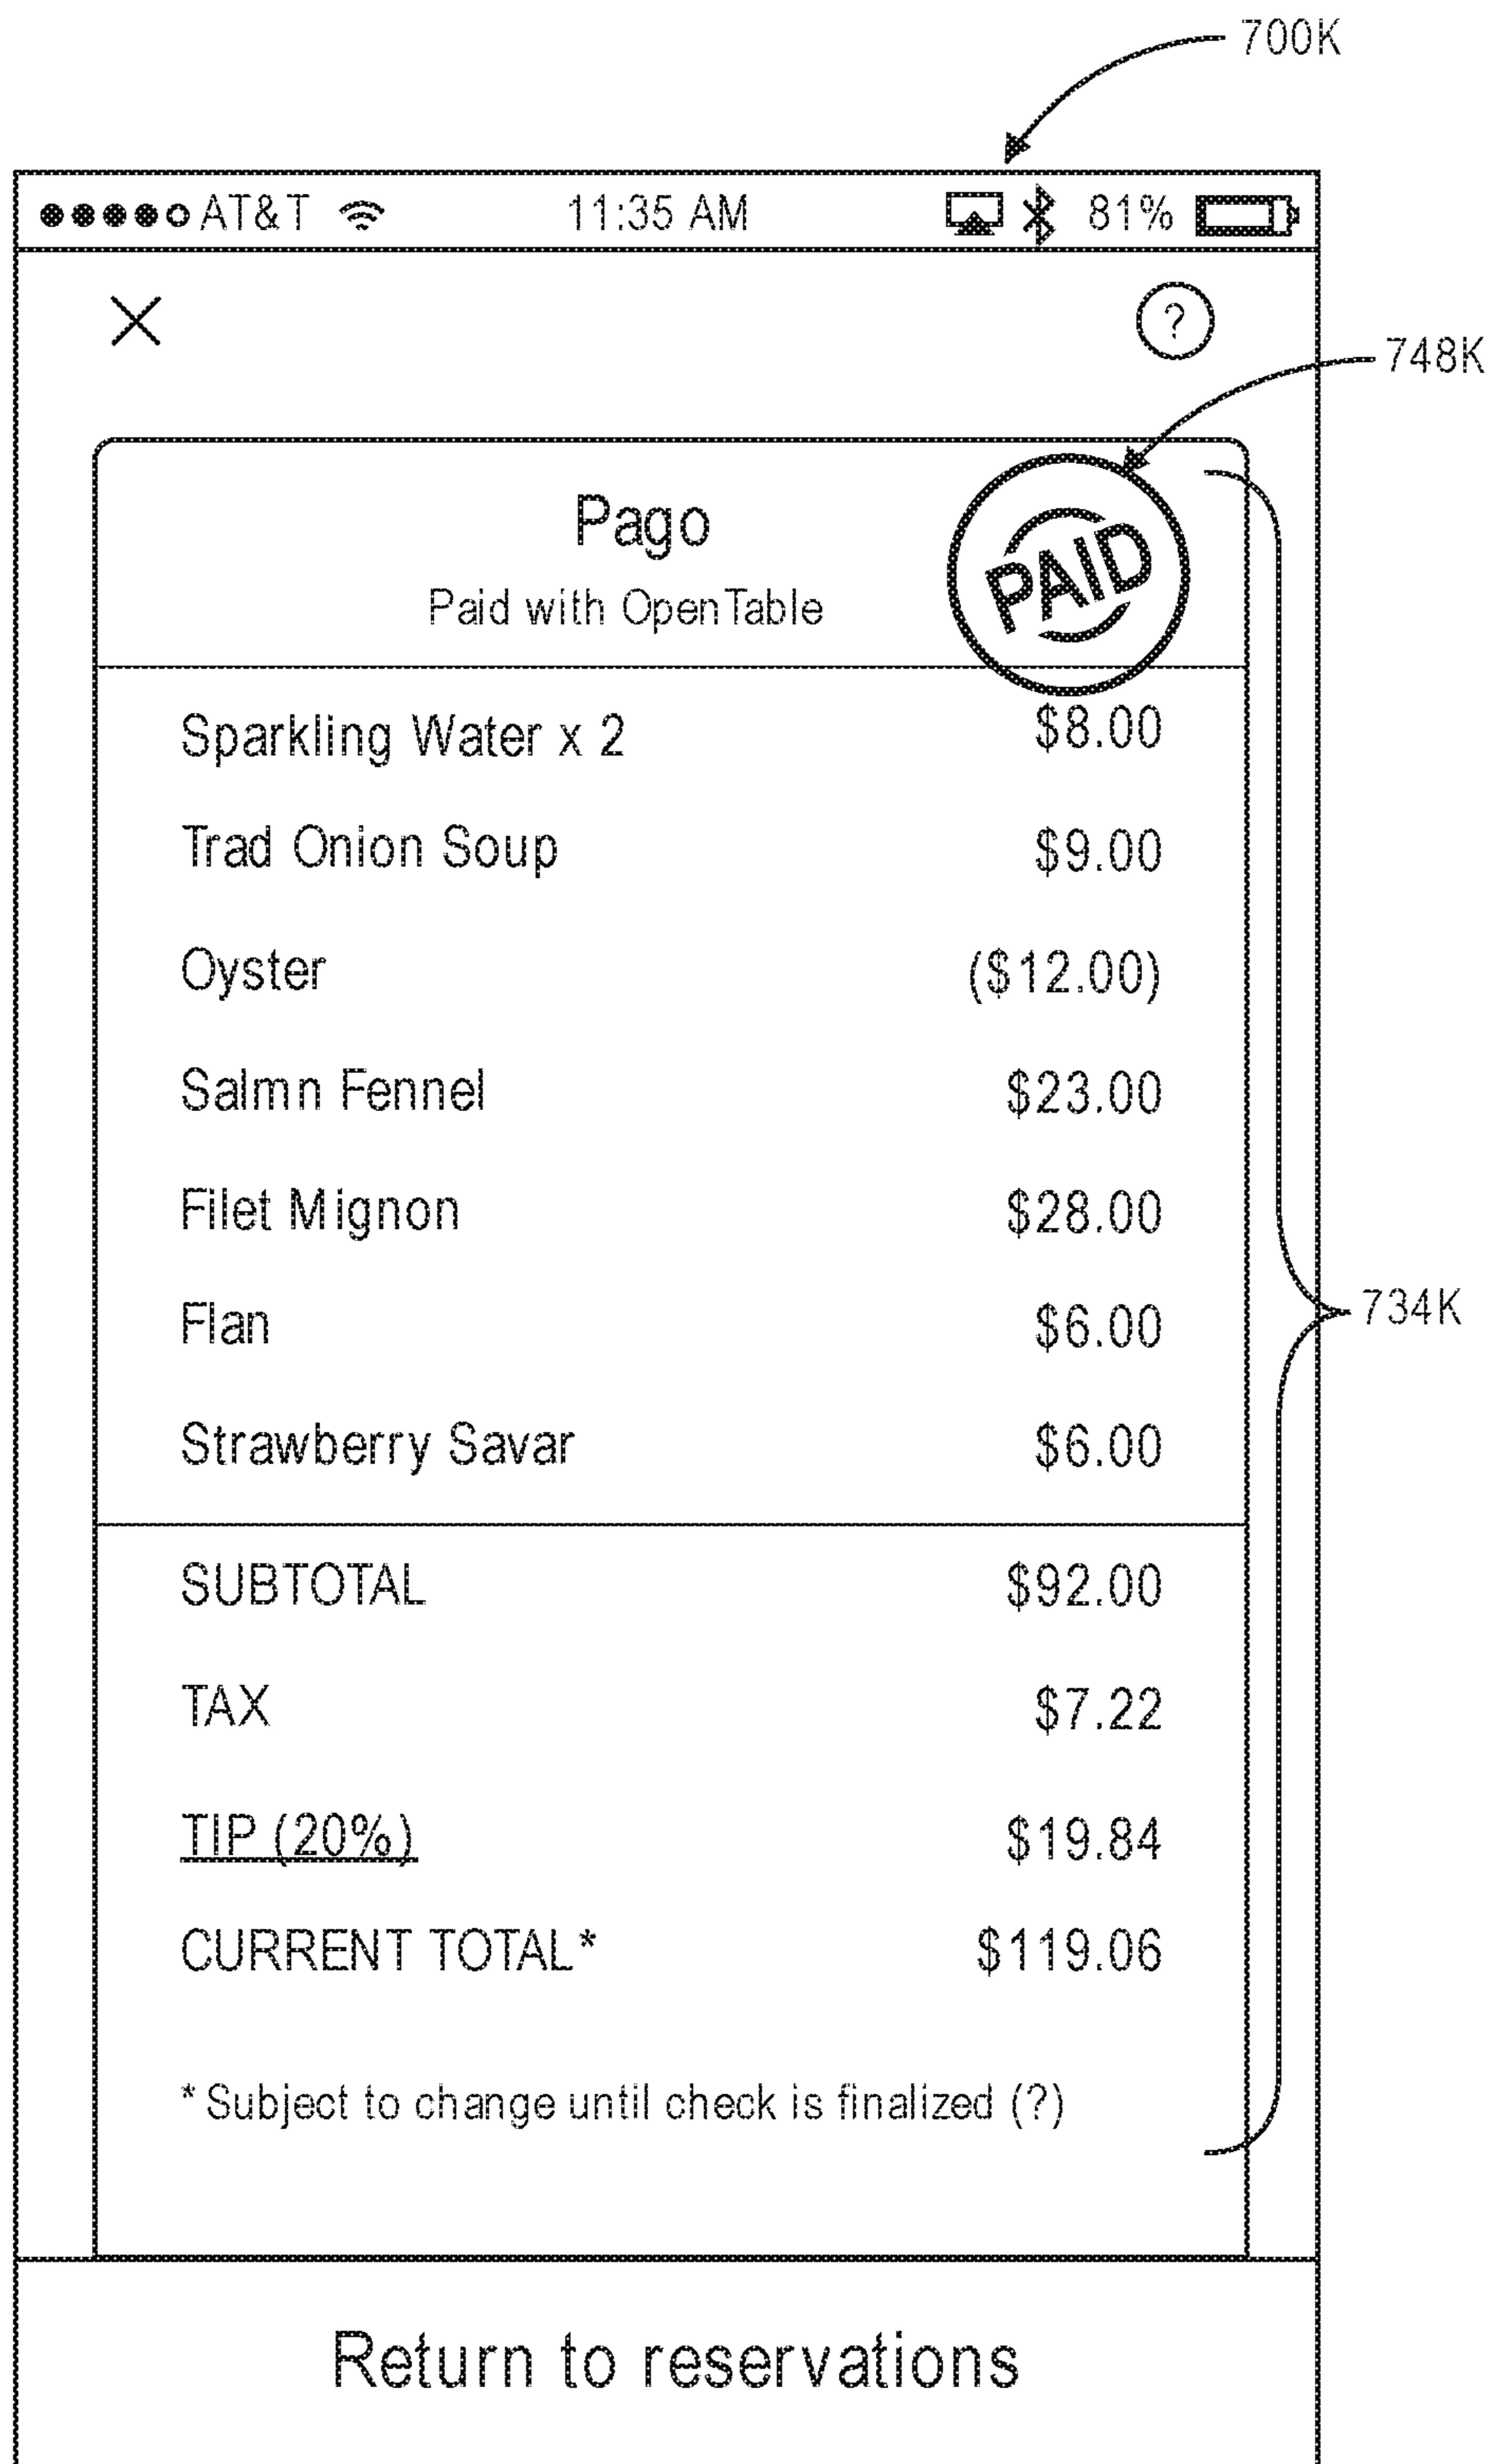 700K
AT&T 11:35 AM 81%
?
748K
Pago
PAID
Paid with OpenTable
Sparkling Water x 2 $8.00
Trad Onion Soup $9.00
Oyster ($12.00)
Salmn Fennel $23.00
Filet Mignon $28.00
734K
Flan $6.00
Strawberry Savar $6.00
SUBTOTAL $92.00
TAX $7.22
TIP (20%) $19.84
CURRENT TOTAL* $119.06
* Subject to change until check is finalized (?)
Return to reservations